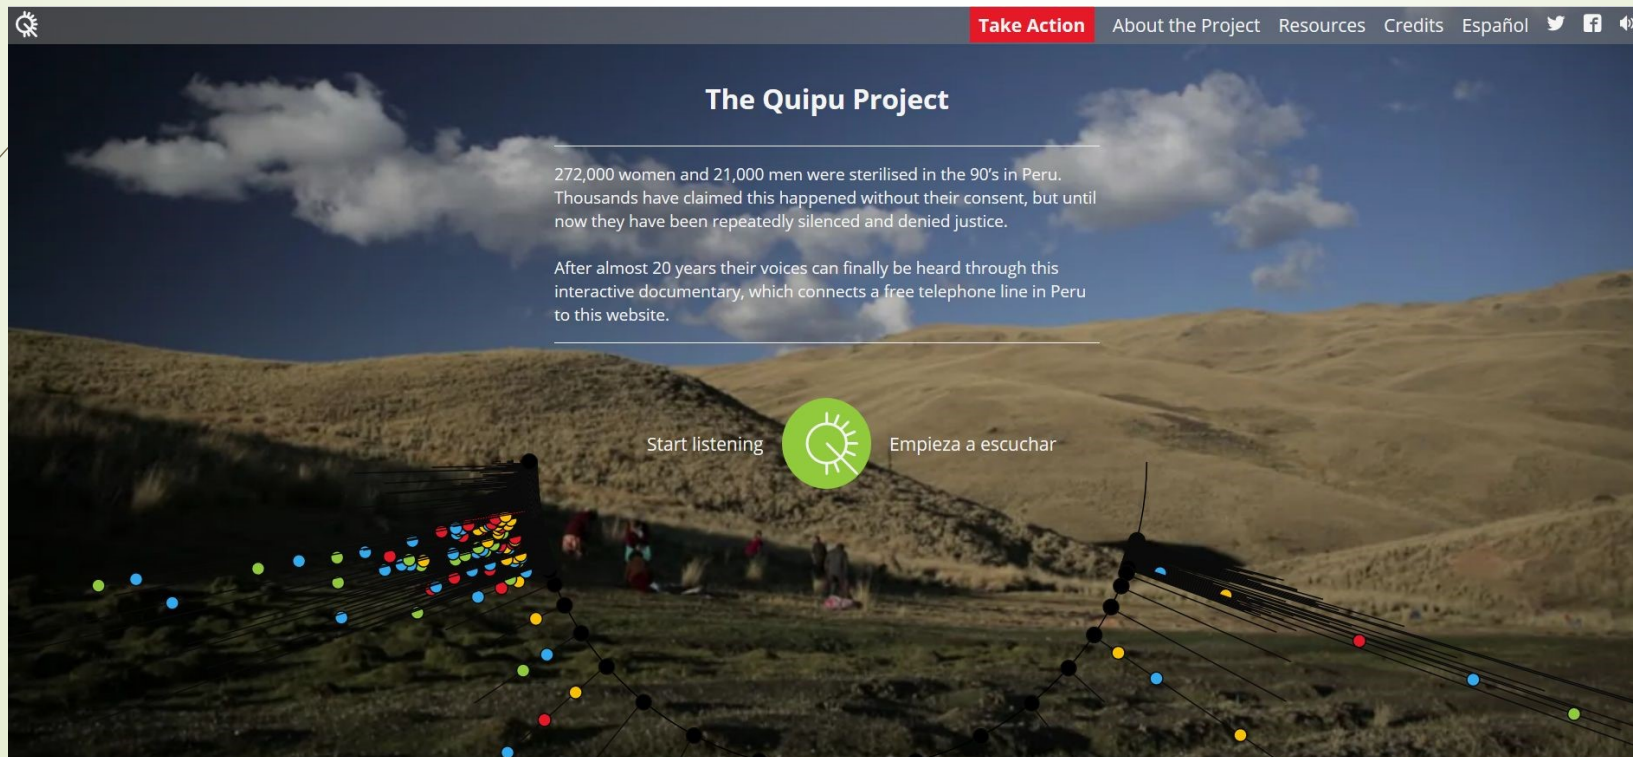 Take Action About the Project Resources Credits Español
The Quipu Project
272,000 women and 21,000 men were sterilised in the 90's in Peru.
Thousands have claimed this happened without their consent, but until
now they have been repeatedly silenced and denied justice.
After almost 20 years their voices can finally be heard through this
interactive documentary, which connects a free telephone line in Peru
to this website.
Start listening Empieza a escuchar